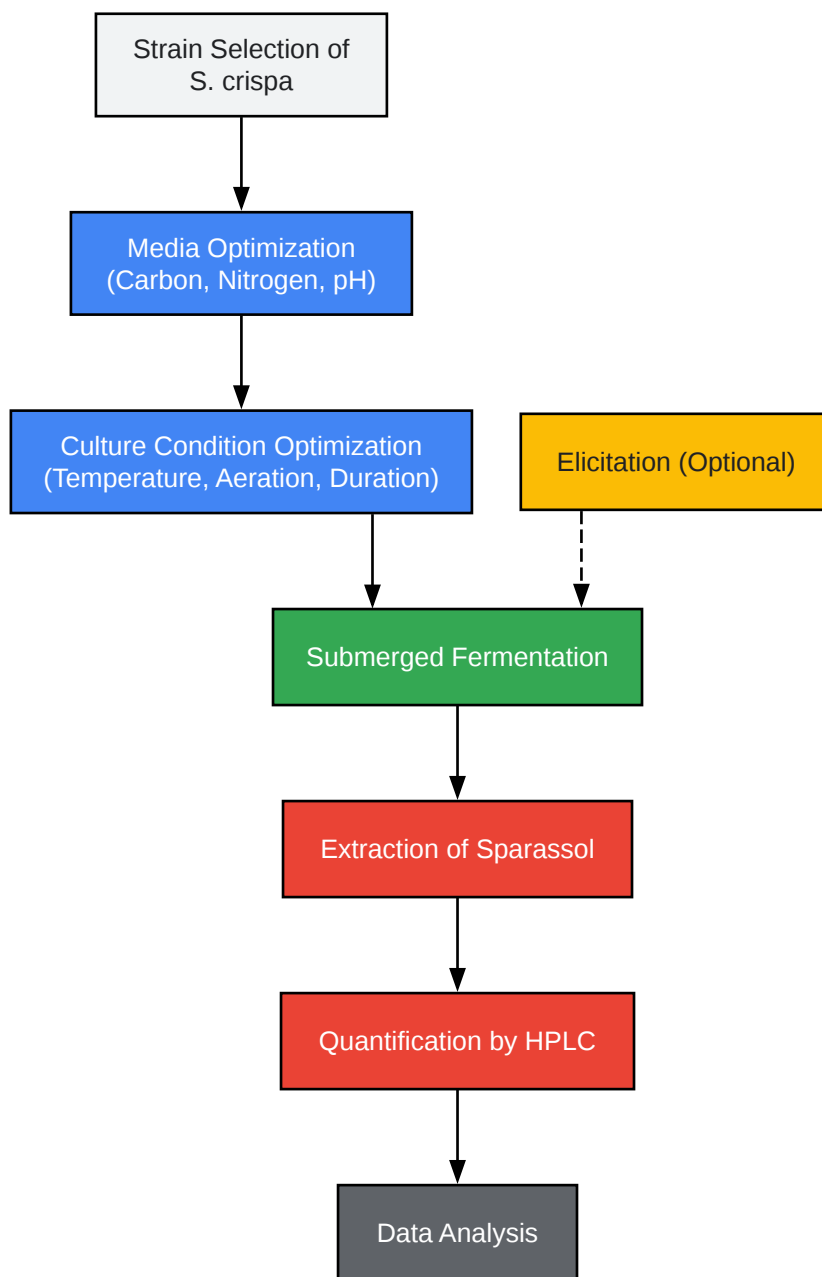 Strain Selection of
S. crispa
Media Optimization
(Carbon, Nitrogen, pH)
Culture Condition Optimization
(Temperature, Aeration, Duration)
Elicitation (Optional)
Submerged Fermentation
Extraction of Sparassol
Quantification by HPLC
Data Analysis